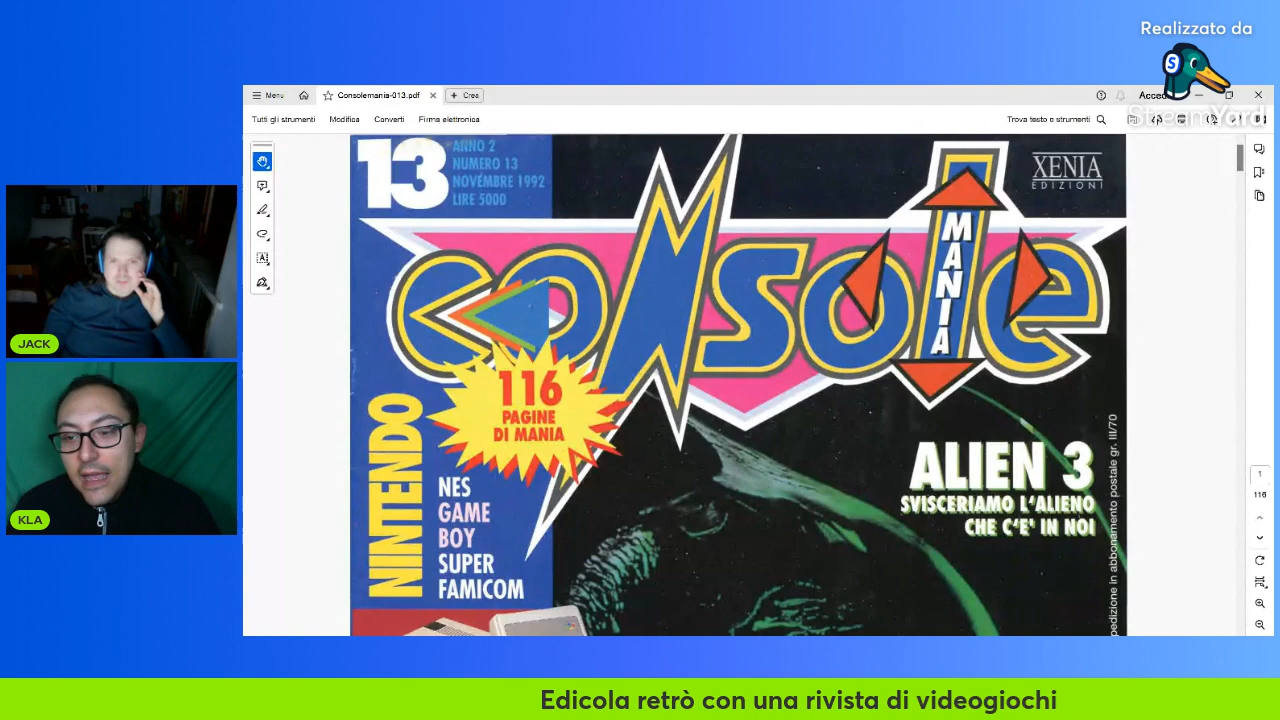 Realizzato da
S
StreamYard
Menu
Consolemania-013.pdf
Crea
Accedi
Tutti gli strumenti
Modifica
Converti
Firma elettronica
Trova testo o strumenti
13
ANNO 2
NUMERO 13
NOVEMBRE 1992
LIRE 5000
XENIA
EDIZIONI
CONSOLE
MANIA
116
PAGINE
DI MANIA
NINTENDO
NES
GAME
BOY
SUPER
FAMICOM
ALIEN 3
SVISCERIAMO L'ALIENO
CHE C'E' IN NOI
pedizione in abbonamento postale gr. III/70
1
116
JACK
KLA
Edicola retrò con una rivista di videogiochi